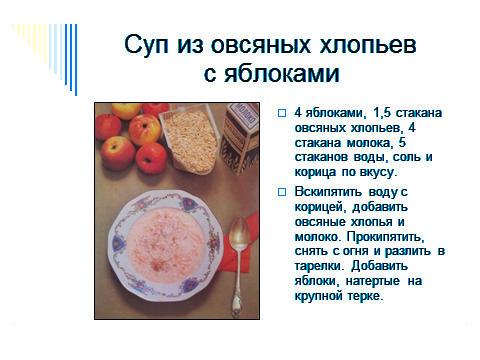 Суп из овсяных хлопьев
с яблоками
МОЛОКО
4 яблоками, 1,5 стакана
овсяных хлопьев, 4
стакана молока, 5
стаканов воды, соль и
корица по вкусу.
Вскипятить воду с
корицей, добавить
овсяные хлопья и
молоко. Прокипятить,
снять с огня и разлить в
тарелки. Добавить
яблоки, натертые на
крупной терке.